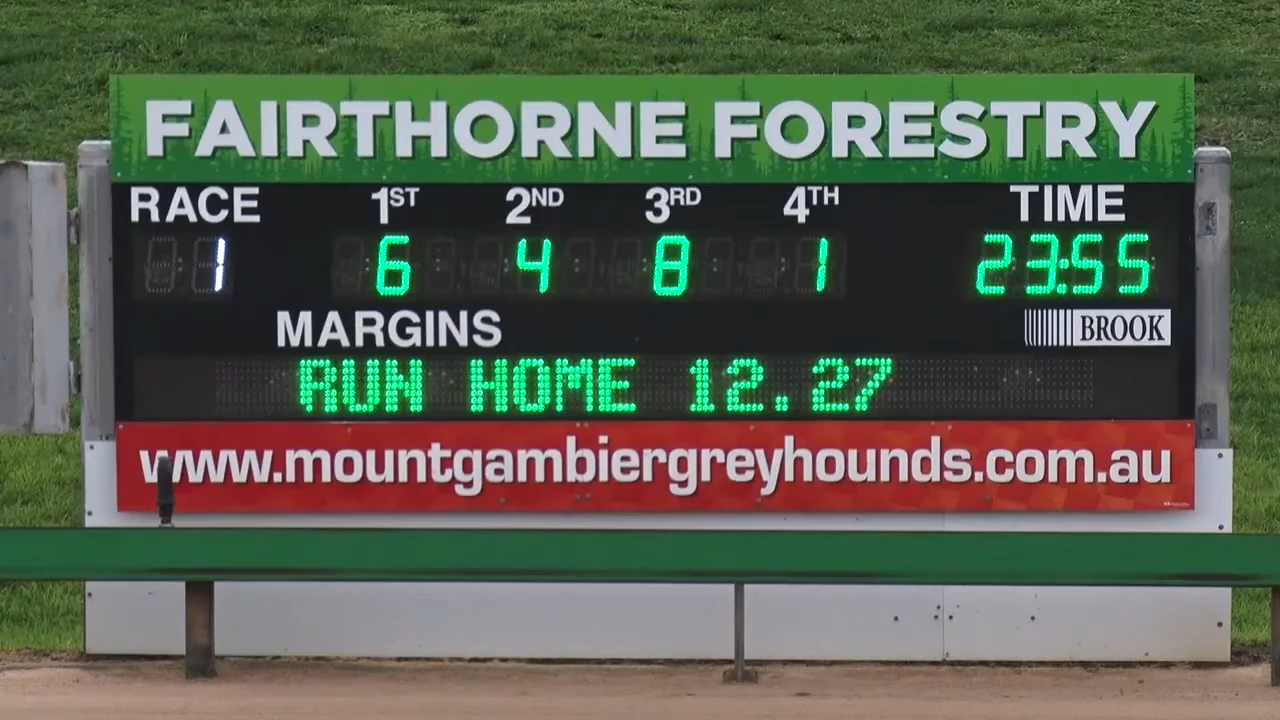 FAIRTHORNE FORESTRY
RACE 1ST 2ND 3RD 4TH TIME
1 6 4 8 1 23:55
MARGINS BROOK
RUN HOME 12.27
www.mountgambiergreyhounds.com.au